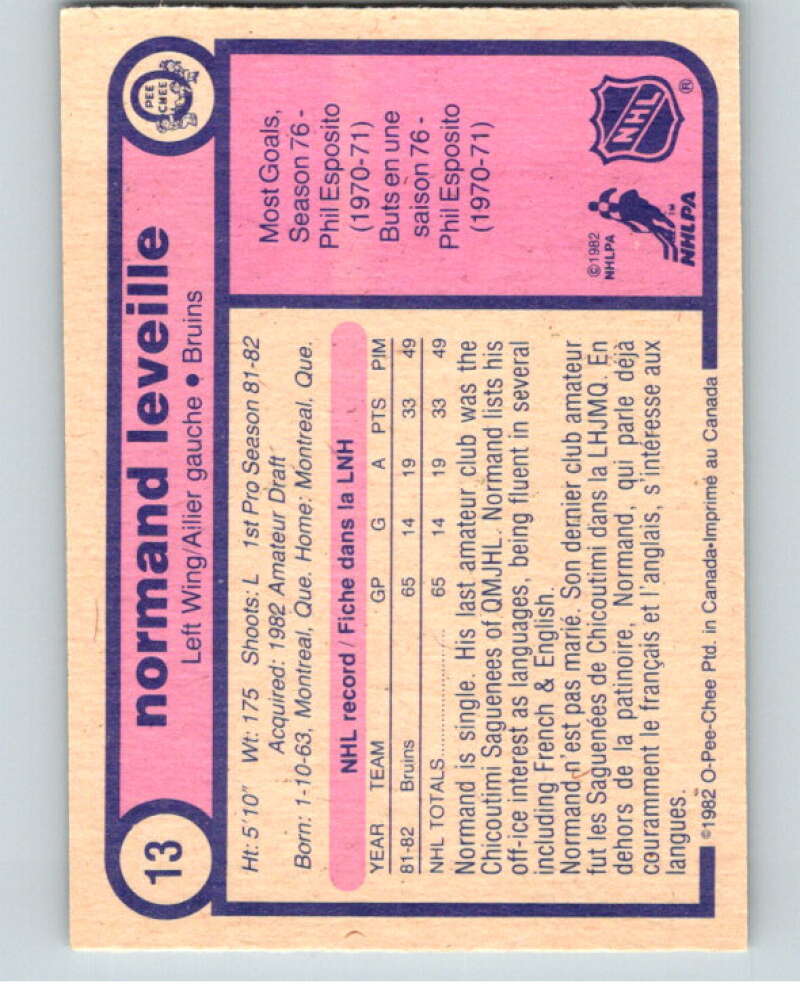 13
normand leveille
Left Wing/Ailier gauche • Bruins
PEE
CHEE
Ht: 5'10" Wt: 175 Shoots: L 1st Pro Season 81-82
Acquired: 1982 Amateur Draft
Born: 1-10-63, Montreal, Que. Home: Montreal, Que.
NHL record / Fiche dans la LNH
YEAR TEAM GP G A PTS PIM
81-82 Bruins 65 14 19 33 49
NHL TOTALS.................. 65 14 19 33 49
Normand is single. His last amateur club was the
Chicoutimi Saguenees of QMJHL. Normand lists his
off-ice interest as languages, being fluent in several
including French & English.
Normand n'est pas marié. Son dernier club amateur
fut les Saguenées de Chicoutimi dans la LHJMQ. En
dehors de la patinoire, Normand, qui parle déjà
couramment le français et l'anglais, s'intéresse aux
langues.
©1982 O-Pee-Chee Ptd. in Canada•Imprimé au Canada
Most Goals,
Season 76 -
Phil Esposito
(1970-71)
Buts en une
saison 76 -
Phil Esposito
(1970-71)
©1982
NHLPA
NHL ®
TM
NHLPA